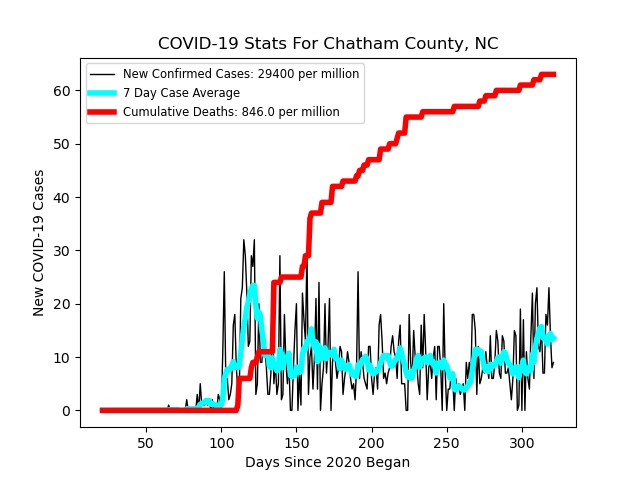 COVID-19 Stats For Chatham County, NC
New Confirmed Cases: 29400 per million
7 Day Case Average
Cumulative Deaths: 846.0 per million
New COVID-19 Cases
60
50
40
30
20
10
0
50 100 150 200 250 300
Days Since 2020 Began